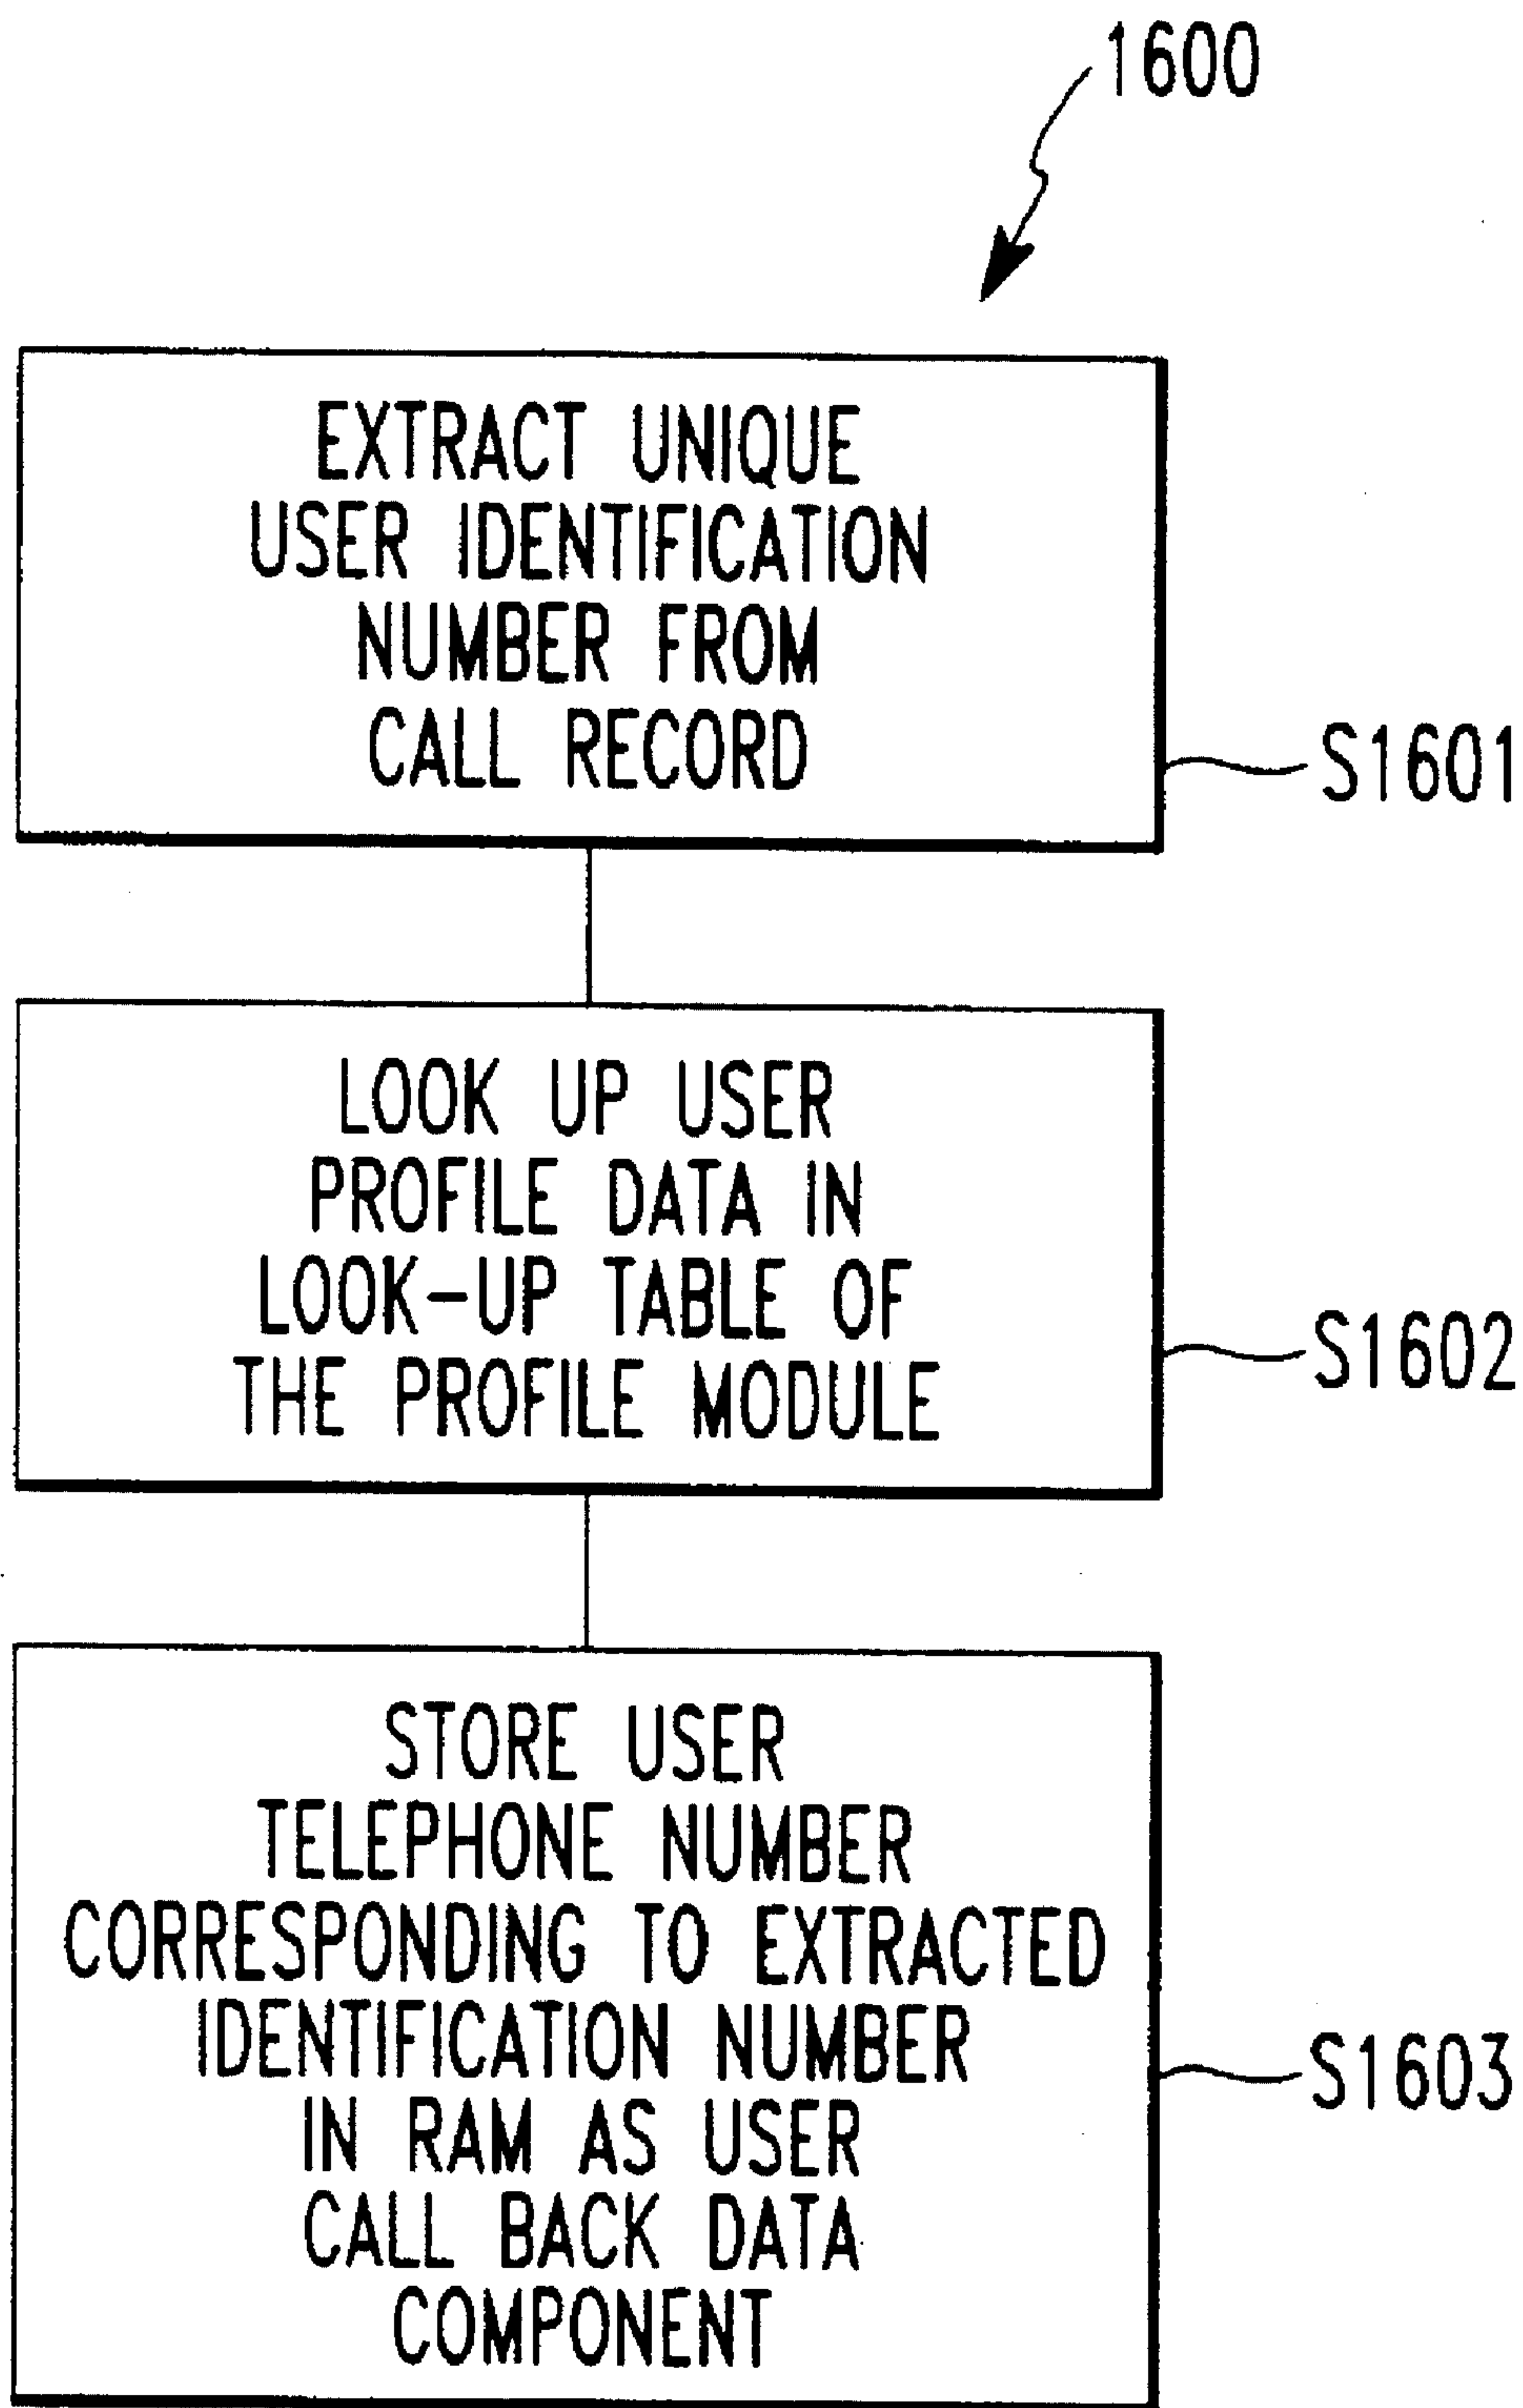 1600
EXTRACT UNIQUE
USER IDENTIFICATION
NUMBER FROM
CALL RECORD
S1601
LOOK UP USER
PROFILE DATA IN
LOOK-UP TABLE OF
THE PROFILE MODULE
S1602
STORE USER
TELEPHONE NUMBER
CORRESPONDING TO EXTRACTED
IDENTIFICATION NUMBER
IN RAM AS USER
CALL BACK DATA
COMPONENT
S1603